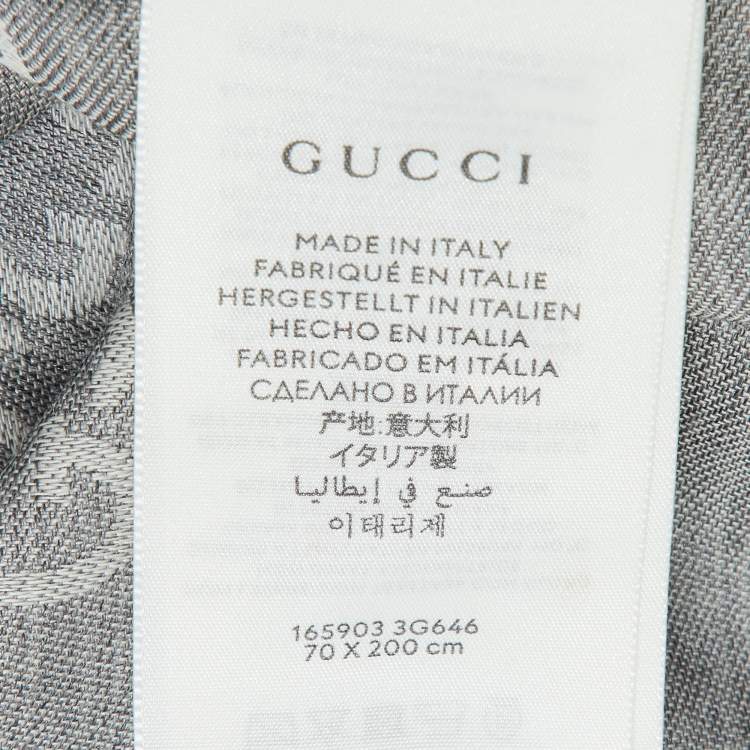 GUCCI
MADE IN ITALY
FABRIQUÉ EN ITALIE
HERGESTELLT IN ITALIEN
HECHO EN ITALIA
FABRICADO EM ITÁLIA
СДЕЛАНО В ИТАЛИИ
产地:意大利
イタリア製
صنع في إيطاليا
이태리제
165903 3G646
70 X 200 cm